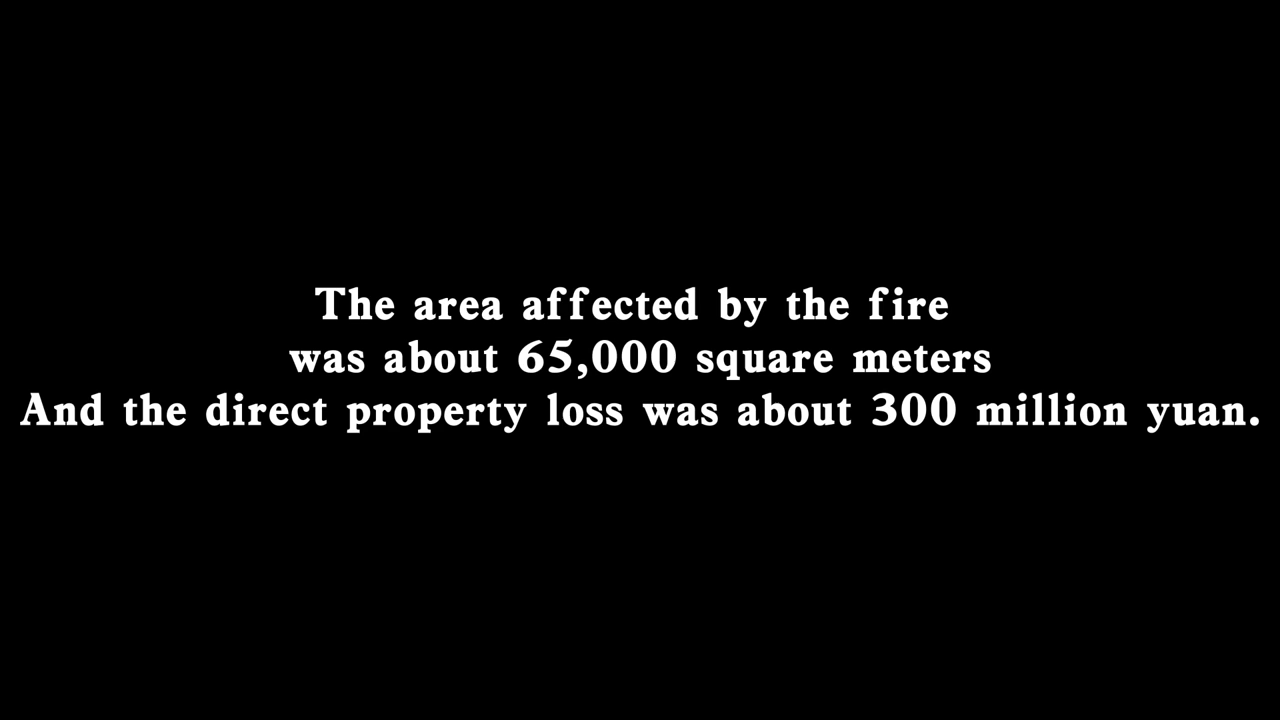 The area affected by the fire
was about 65,000 square meters
And the direct property loss was about 300 million yuan.